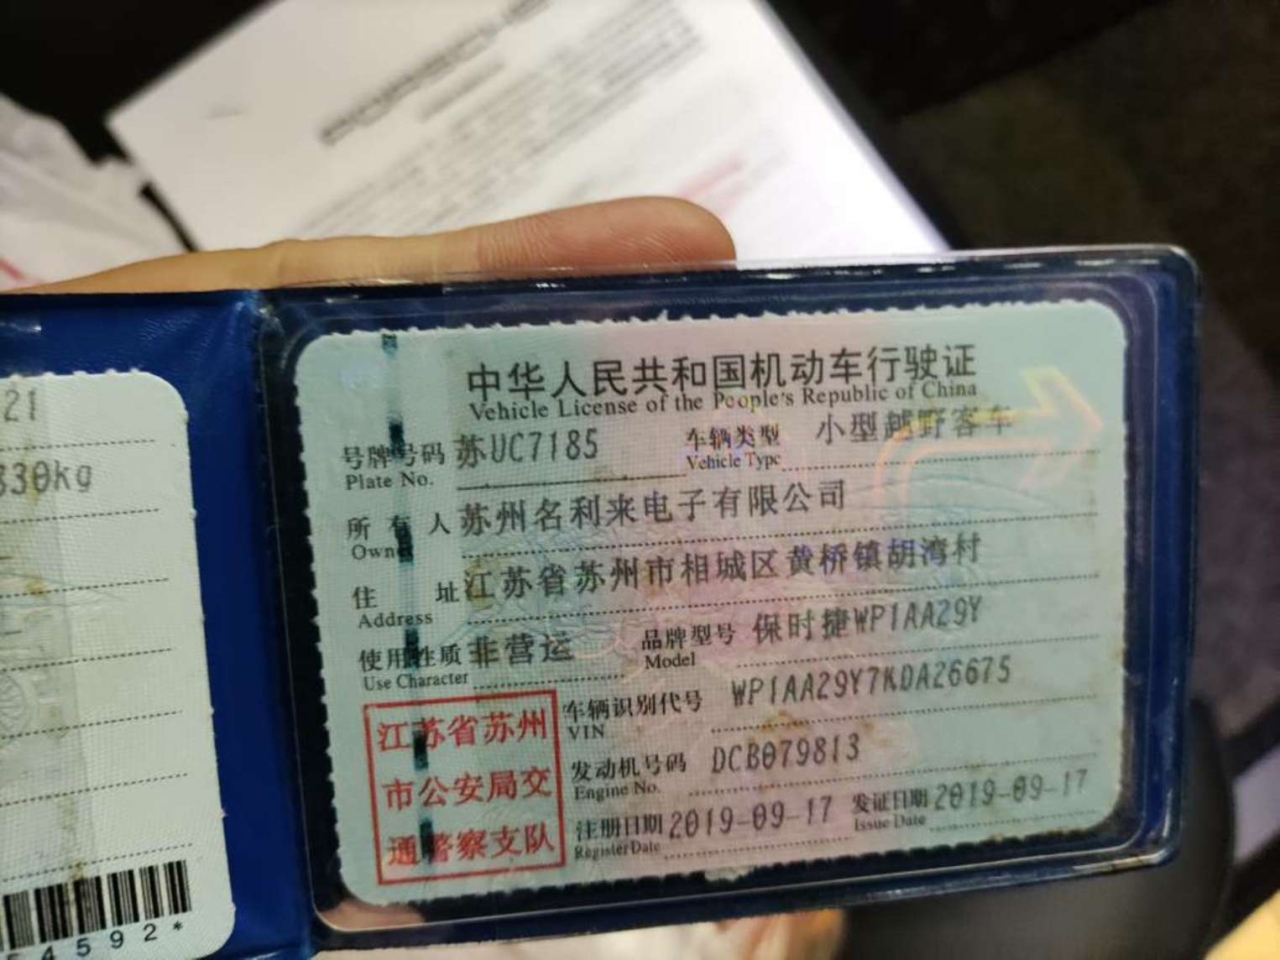 21
330kg
4592*
中华人民共和国机动车行驶证
Vehicle License of the People's Republic of China
号牌号码 苏UC7185 车辆类型 小型越野客车
Plate No. Vehicle Type
所有人 苏州名利来电子有限公司
Owner
住址 江苏省苏州市相城区黄桥镇胡湾村
Address
使用性质 非营运 品牌型号 保时捷WP1AA29Y
Use Character Model
车辆识别代号 WP1AA29Y7KDA26675
VIN
发动机号码 DCB079813
Engine No.
注册日期 2019-09-17 发证日期 2019-09-17
Register Date Issue Date
江苏省苏州
市公安局交
通警察支队